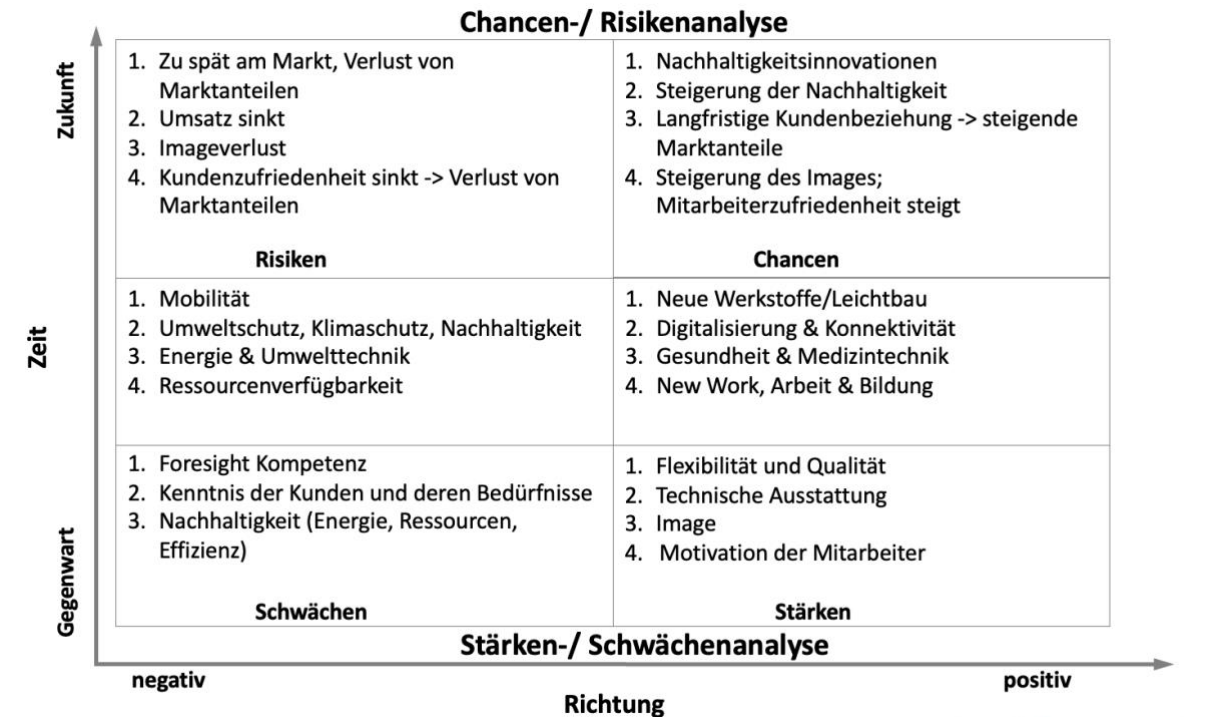 Chancen-/ Risikenanalyse
Zukunft
1. Zu spät am Markt, Verlust von
Marktanteilen
2. Umsatz sinkt
3. Imageverlust
4. Kundenzufriedenheit sinkt -> Verlust von
Marktanteilen
Risiken
1. Nachhaltigkeitsinnovationen
2. Steigerung der Nachhaltigkeit
3. Langfristige Kundenbeziehung -> steigende
Marktanteile
4. Steigerung des Images;
Mitarbeiterzufriedenheit steigt
Chancen
Zeit
1. Mobilität
2. Umweltschutz, Klimaschutz, Nachhaltigkeit
3. Energie & Umwelttechnik
4. Ressourcenverfügbarkeit
1. Neue Werkstoffe/Leichtbau
2. Digitalisierung & Konnektivität
3. Gesundheit & Medizintechnik
4. New Work, Arbeit & Bildung
Gegenwart
1. Foresight Kompetenz
2. Kenntnis der Kunden und deren Bedürfnisse
3. Nachhaltigkeit (Energie, Ressourcen,
Effizienz)
Schwächen
1. Flexibilität und Qualität
2. Technische Ausstattung
3. Image
4. Motivation der Mitarbeiter
Stärken
Stärken-/ Schwächenanalyse
negativ
positiv
Richtung